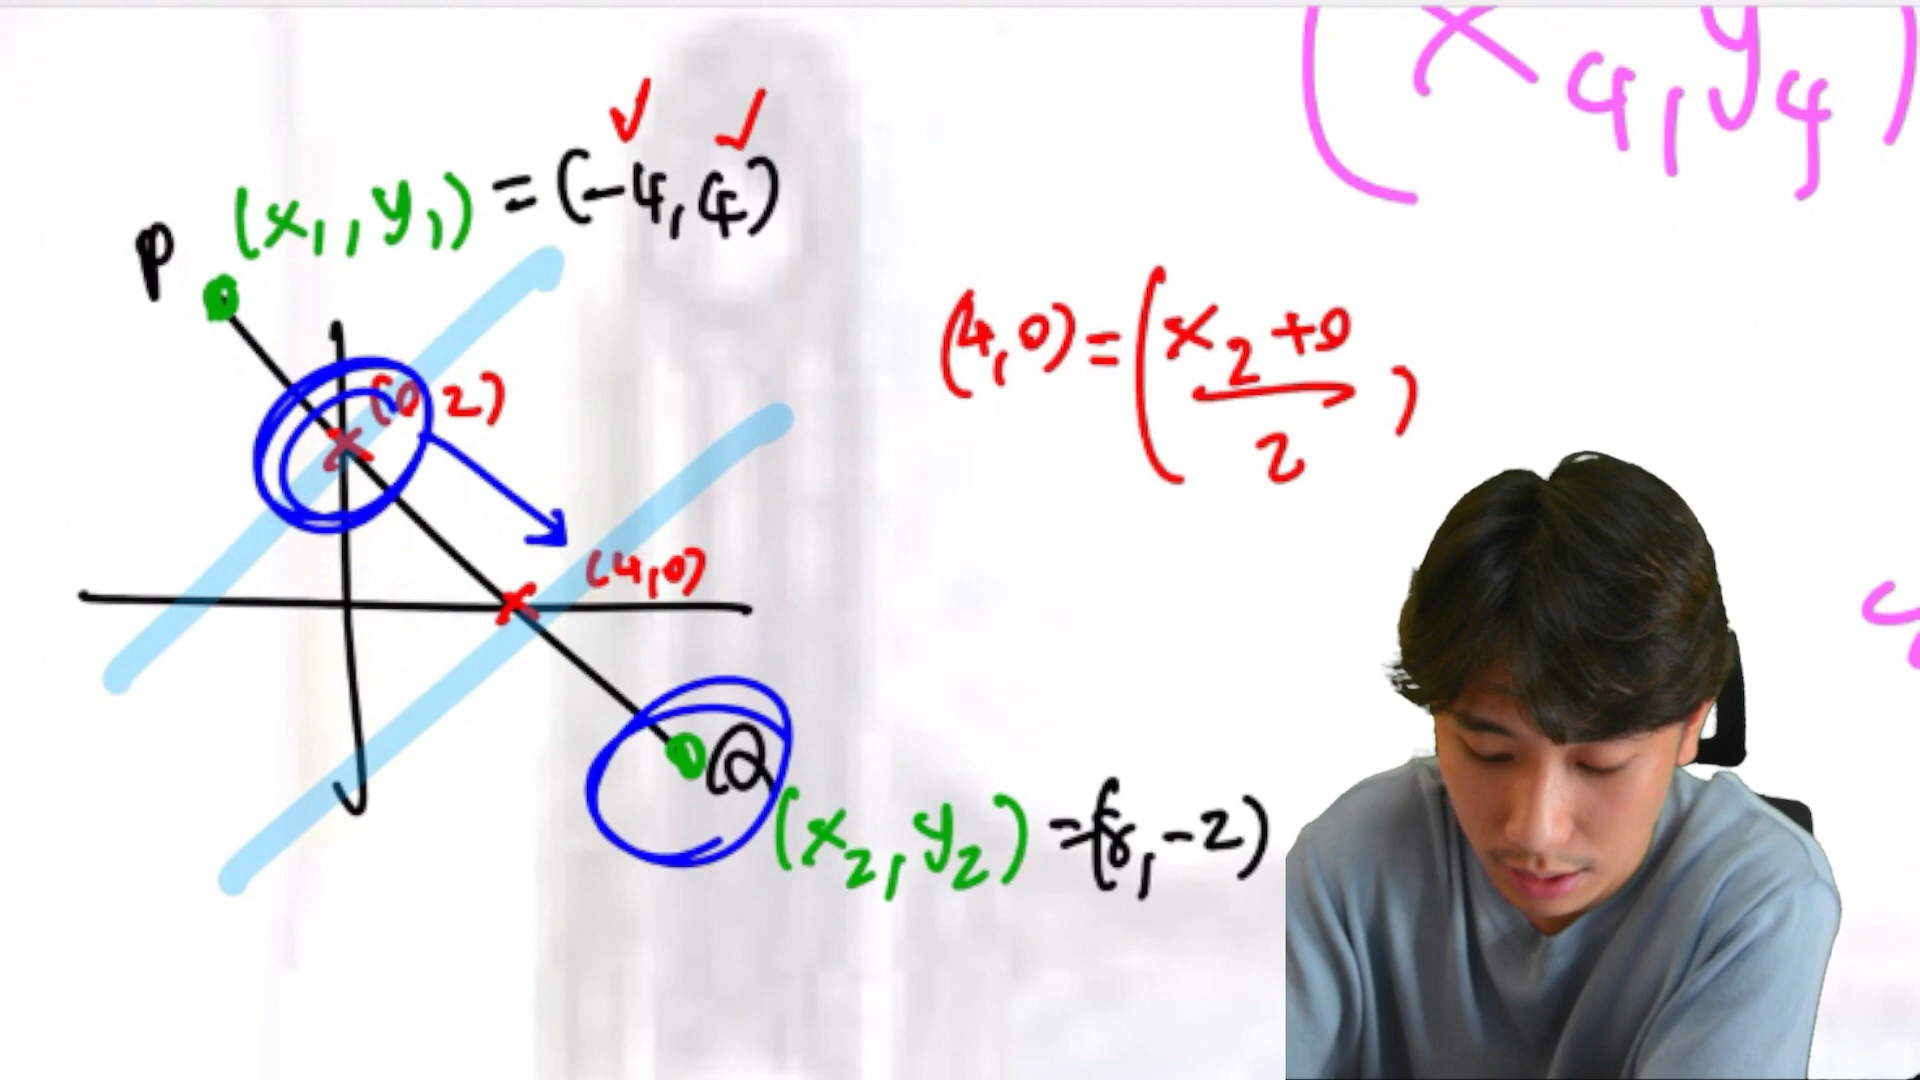 (x₄, y₄)
P (x₁, y₁) = (-4, 4)
(4, 0) = (x₂ + 0 / 2 )
(0, 2)
(4, 0)
Q
(x₂, y₂) = (8, -2)